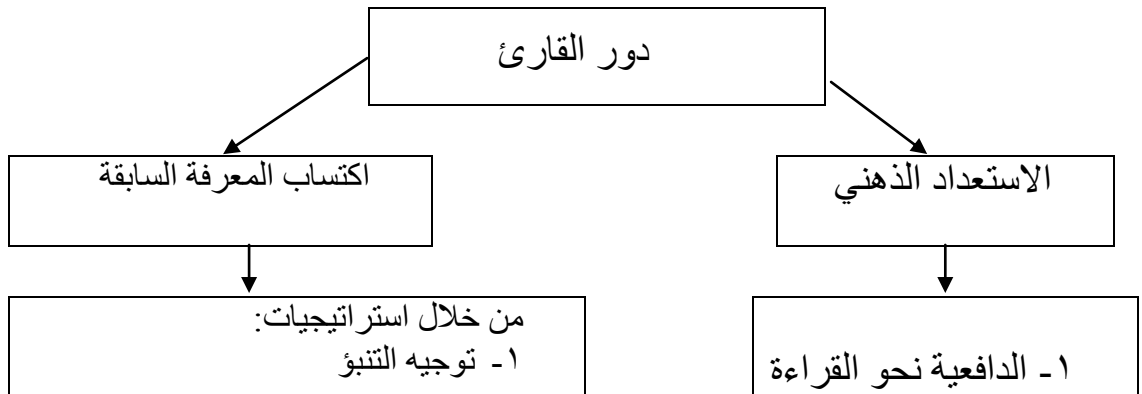 دور القارئ
الاستعداد الذهني
اكتساب المعرفة السابقة
١- الدافعية نحو القراءة
من خلال استراتيجيات:
١- توجيه التنبؤ